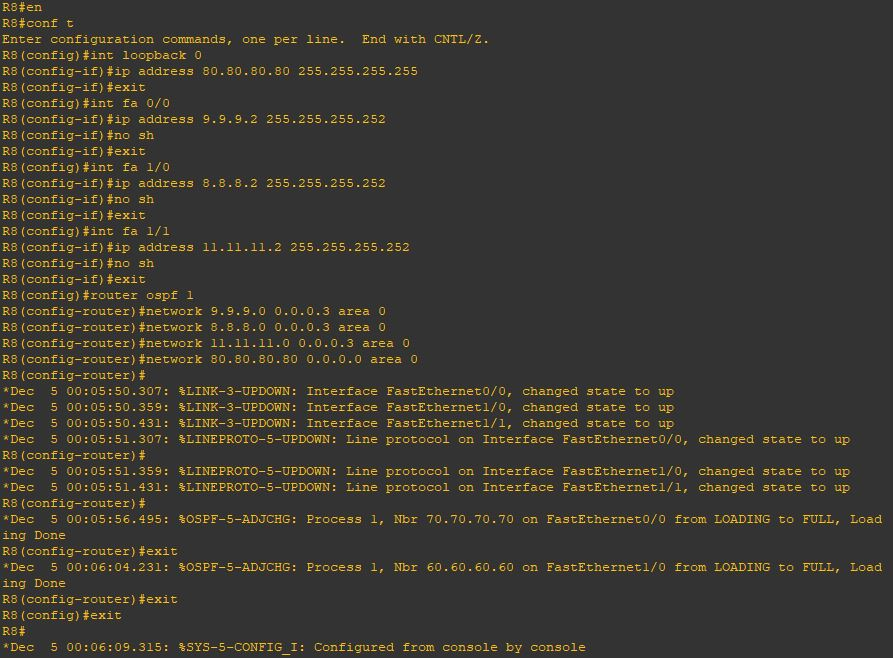 R8#en
R8#conf t
Enter configuration commands, one per line.  End with CNTL/Z.
R8(config)#int loopback 0
R8(config-if)#ip address 80.80.80.80 255.255.255.255
R8(config-if)#exit
R8(config)#int fa 0/0
R8(config-if)#ip address 9.9.9.2 255.255.255.252
R8(config-if)#no sh
R8(config-if)#exit
R8(config)#int fa 1/0
R8(config-if)#ip address 8.8.8.2 255.255.255.252
R8(config-if)#no sh
R8(config-if)#exit
R8(config)#int fa 1/1
R8(config-if)#ip address 11.11.11.2 255.255.255.252
R8(config-if)#no sh
R8(config-if)#exit
R8(config)#router ospf 1
R8(config-router)#network 9.9.9.0 0.0.0.3 area 0
R8(config-router)#network 8.8.8.0 0.0.0.3 area 0
R8(config-router)#network 11.11.11.0 0.0.0.3 area 0
R8(config-router)#network 80.80.80.80 0.0.0.0 area 0
R8(config-router)#
*Dec  5 00:05:50.307: %LINK-3-UPDOWN: Interface FastEthernet0/0, changed state to up
*Dec  5 00:05:50.359: %LINK-3-UPDOWN: Interface FastEthernet1/0, changed state to up
*Dec  5 00:05:50.431: %LINK-3-UPDOWN: Interface FastEthernet1/1, changed state to up
*Dec  5 00:05:51.307: %LINEPROTO-5-UPDOWN: Line protocol on Interface FastEthernet0/0, changed state to up
R8(config-router)#
*Dec  5 00:05:51.359: %LINEPROTO-5-UPDOWN: Line protocol on Interface FastEthernet1/0, changed state to up
*Dec  5 00:05:51.431: %LINEPROTO-5-UPDOWN: Line protocol on Interface FastEthernet1/1, changed state to up
R8(config-router)#
*Dec  5 00:05:56.495: %OSPF-5-ADJCHG: Process 1, Nbr 70.70.70.70 on FastEthernet0/0 from LOADING to FULL, Load
ing Done
R8(config-router)#exit
*Dec  5 00:06:04.231: %OSPF-5-ADJCHG: Process 1, Nbr 60.60.60.60 on FastEthernet1/0 from LOADING to FULL, Load
ing Done
R8(config-router)#exit
R8(config)#exit
R8#
*Dec  5 00:06:09.315: %SYS-5-CONFIG_I: Configured from console by console